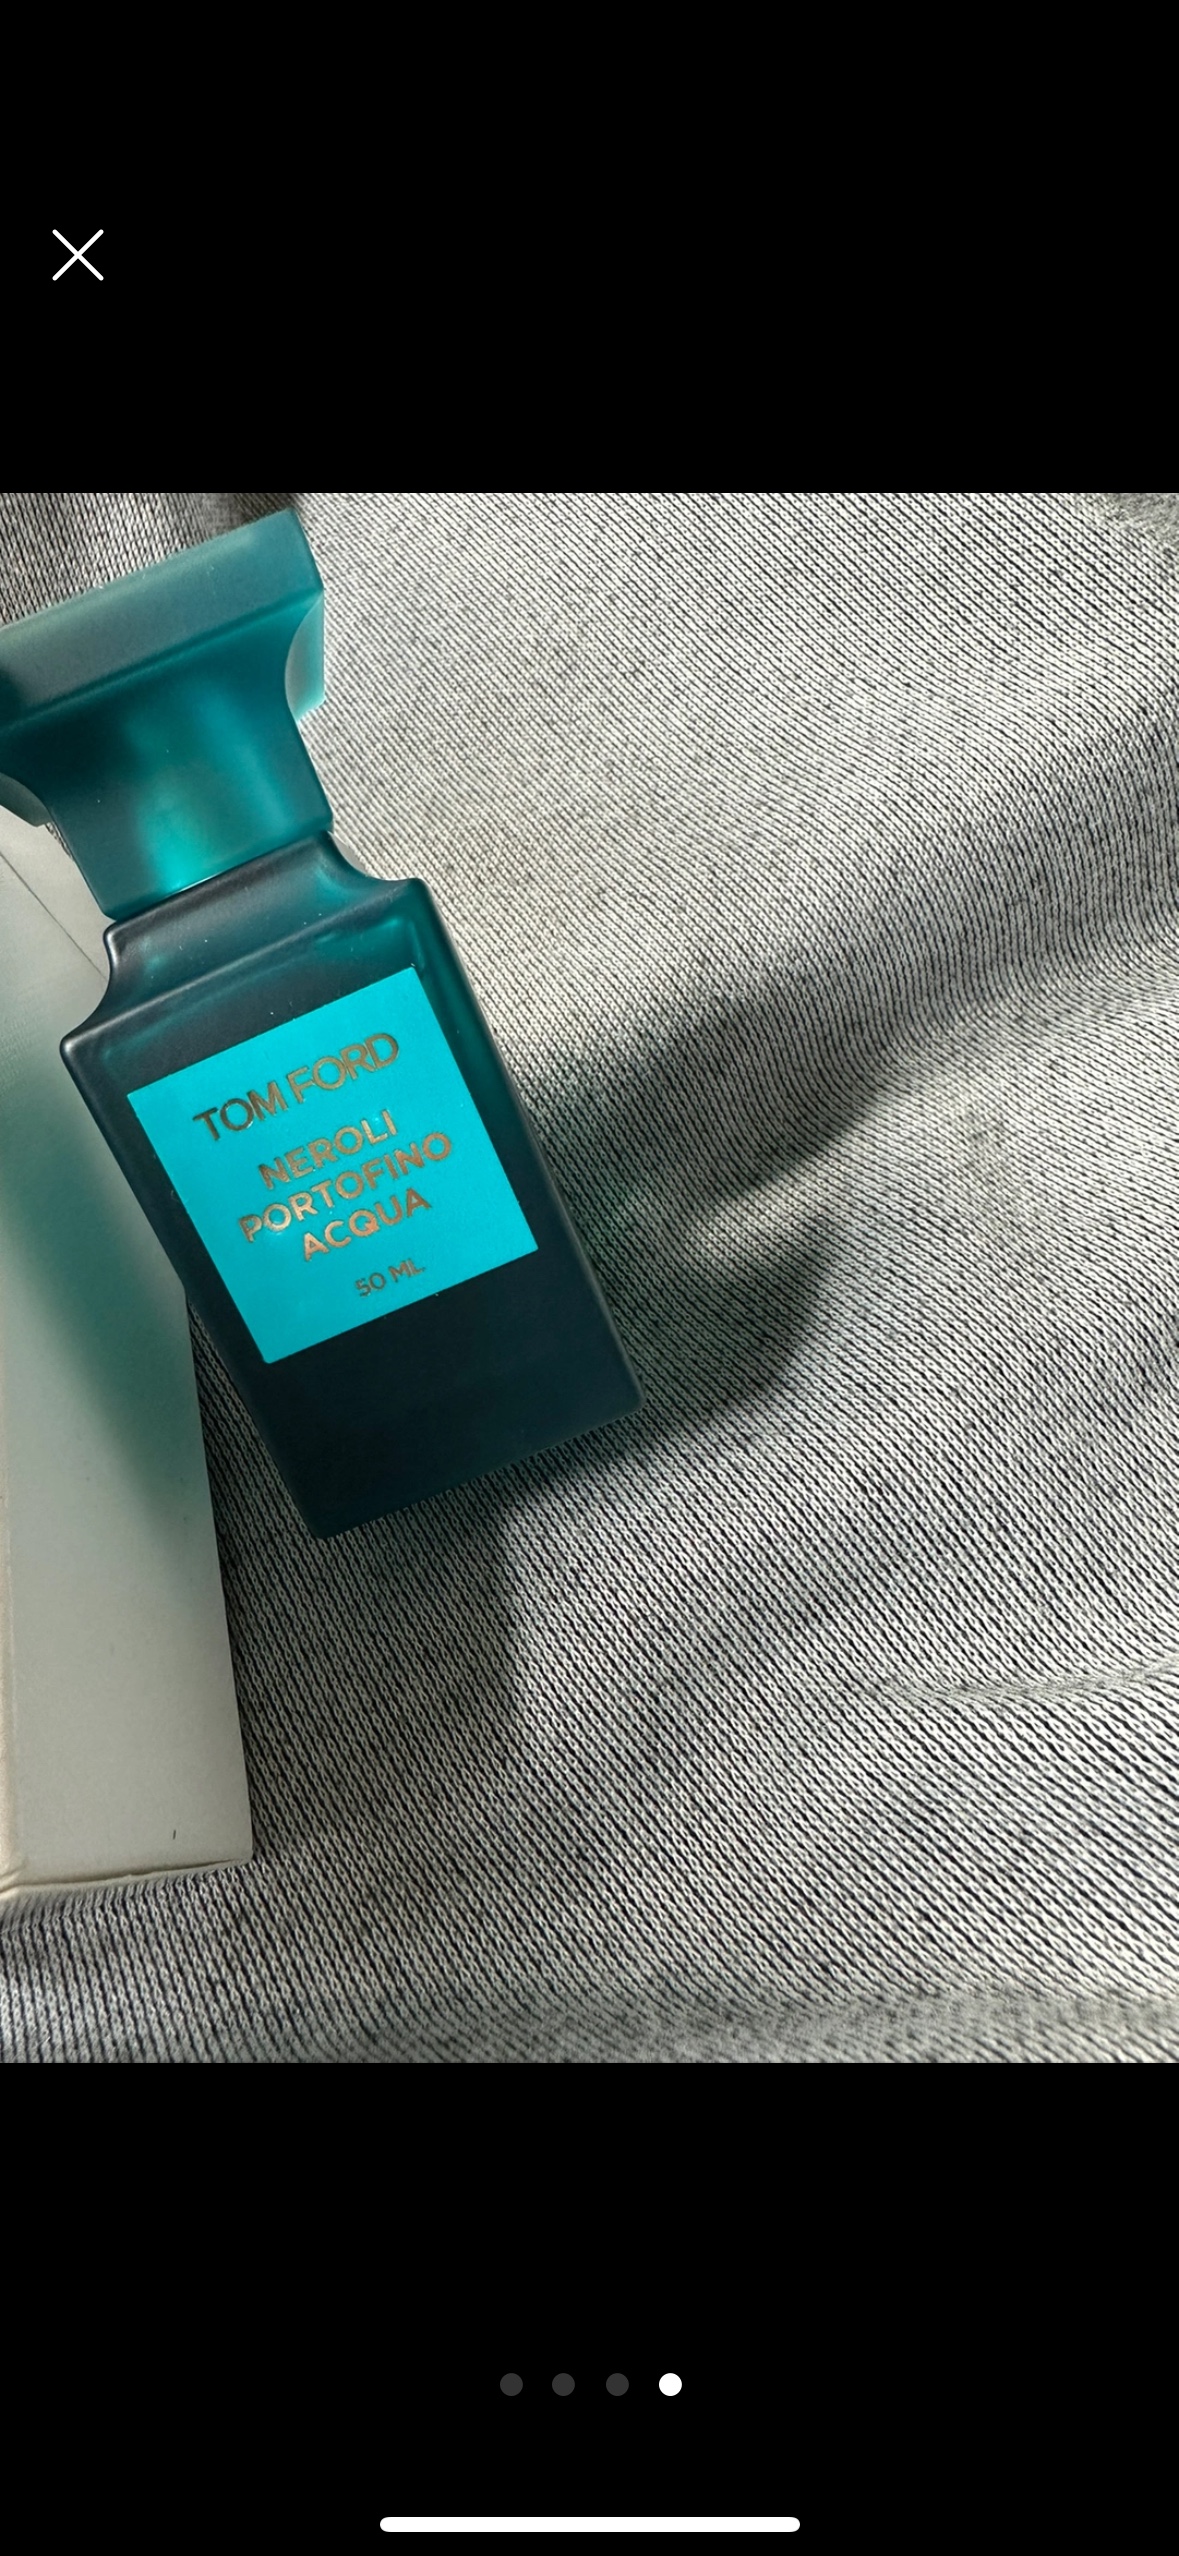 TOM FORD
NEROLI
PORTOFINO
ACQUA
50 ML